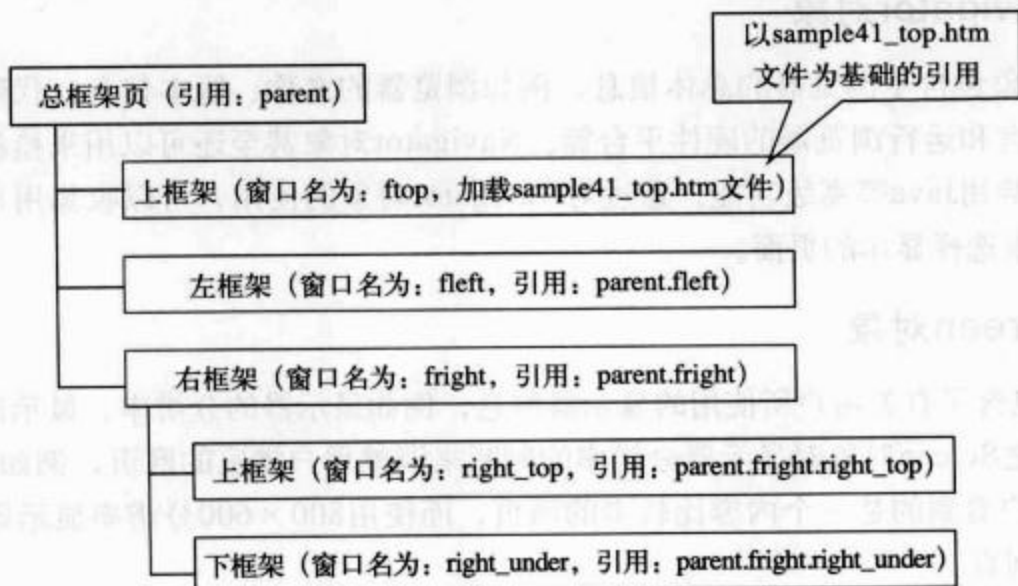 以sample41_top.htm
文件为基础的引用
总框架页（引用：parent）
上框架（窗口名为：ftop，加载sample41_top.htm文件）
左框架（窗口名为：fleft，引用：parent.fleft）
右框架（窗口名为：fright，引用：parent.fright）
上框架（窗口名为：right_top，引用：parent.fright.right_top）
下框架（窗口名为：right_under，引用：parent.fright.right_under）